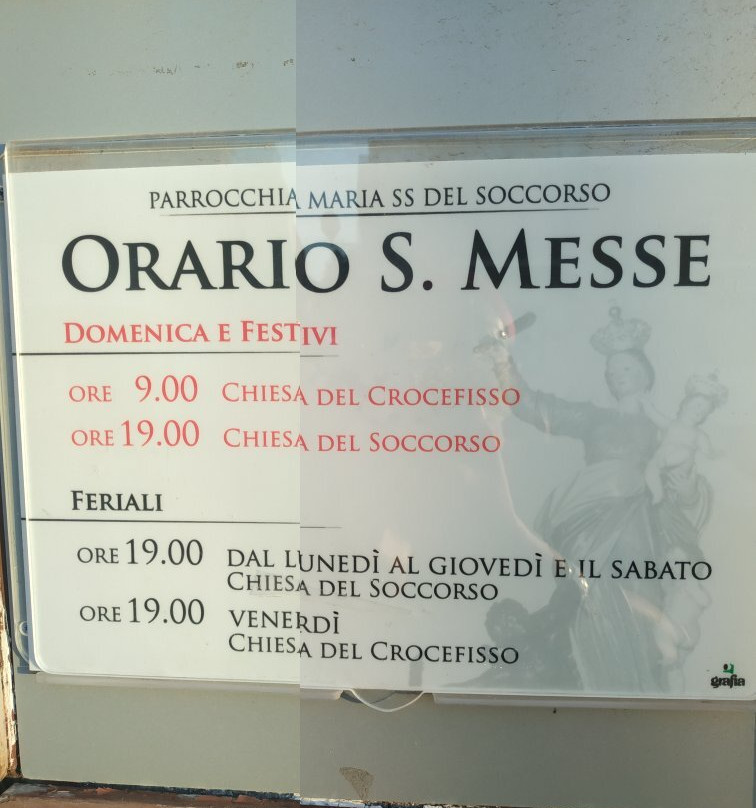 PARROCCHIA MARIA SS DEL SOCCORSO
ORARIO S. MESSE
DOMENICA E FESTIVI
ORE 9.00 CHIESA DEL CROCEFISSO
ORE 19.00 CHIESA DEL SOCCORSO
FERIALI
ORE 19.00 DAL LUNEDÌ AL GIOVEDÌ E IL SABATO
CHIESA DEL SOCCORSO
ORE 19.00 VENERDÌ
CHIESA DEL CROCEFISSO
grafia